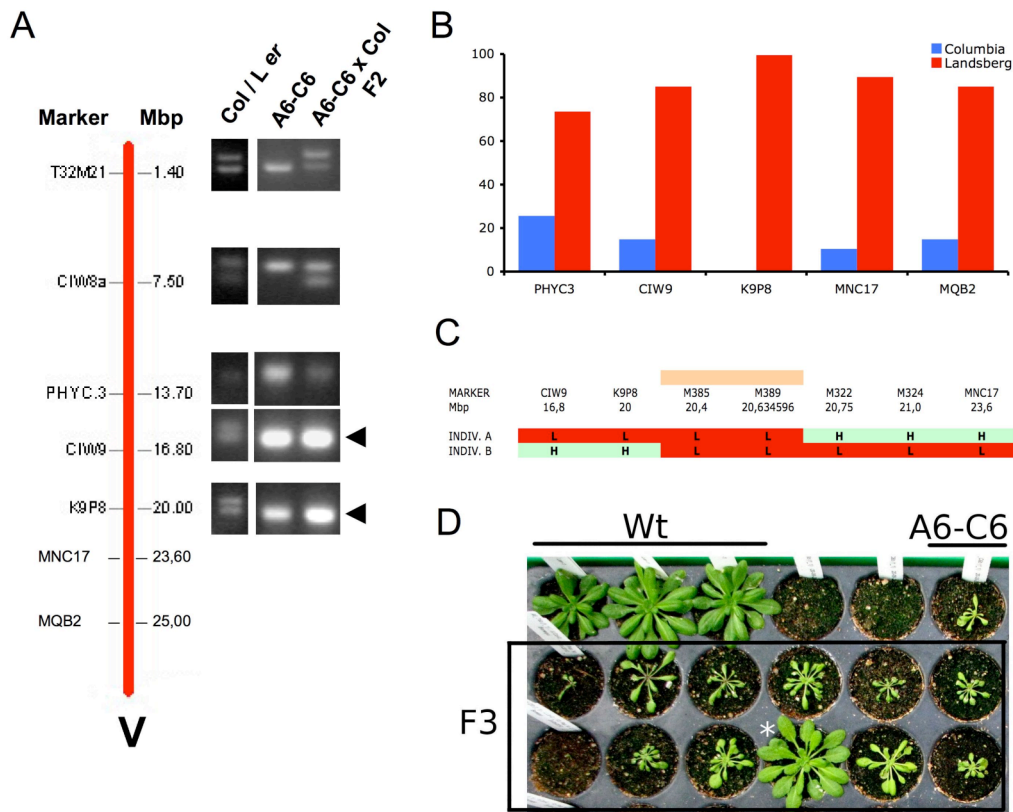 A
Col / L er
A6-C6
A6-C6 x Col
F2
Marker Mbp
T32M21 1.40
CIW8a 7.50
PHYC.3 13.70
CIW9 16.80
K9P8 20.00
MNC17 23,60
MQB2 25,00
V
B
Columbia
Landsberg
100
80
60
40
20
0
PHYC3 CIW9 K9P8 MNC17 MQB2
C
MARKER CIW9 K9P8 M385 M389 M322 M324 MNC17
Mbp 16,8 20 20,4 20,634596 20,75 21,0 23,6
INDIV. A L L L L H H H
INDIV. B H H L L L L L
D
Wt A6-C6
F3
*